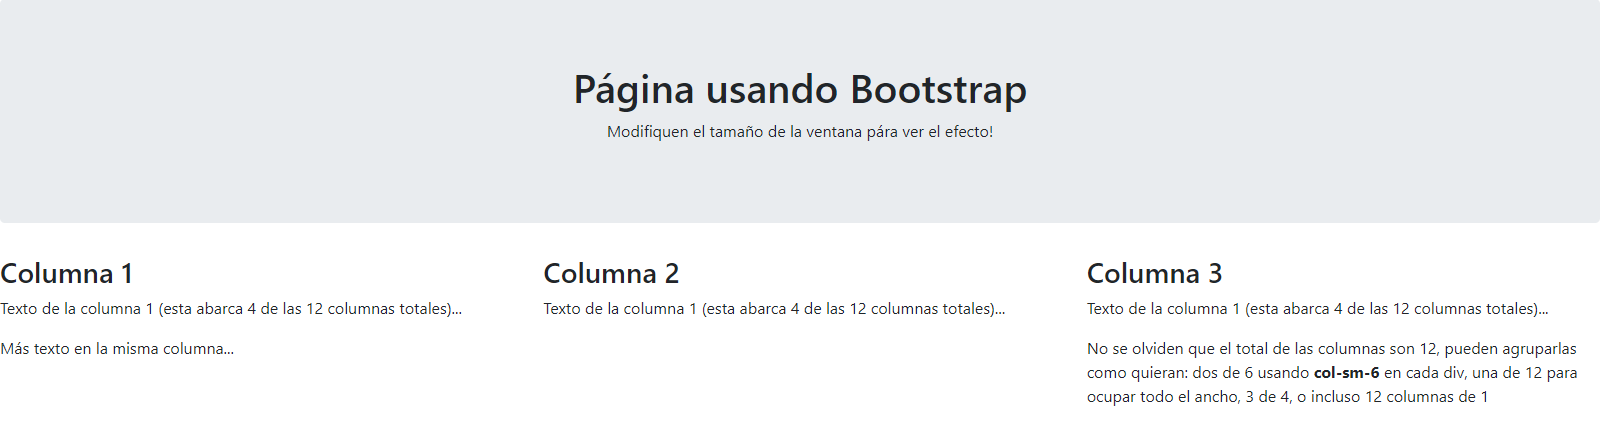 Página usando Bootstrap
Modifiquen el tamaño de la ventana pára ver el efecto!
Columna 1
Texto de la columna 1 (esta abarca 4 de las 12 columnas totales)...
Más texto en la misma columna...
Columna 2
Texto de la columna 1 (esta abarca 4 de las 12 columnas totales)...
Columna 3
Texto de la columna 1 (esta abarca 4 de las 12 columnas totales)...
No se olviden que el total de las columnas son 12, pueden agruparlas
como quieran: dos de 6 usando col-sm-6 en cada div, una de 12 para
ocupar todo el ancho, 3 de 4, o incluso 12 columnas de 1